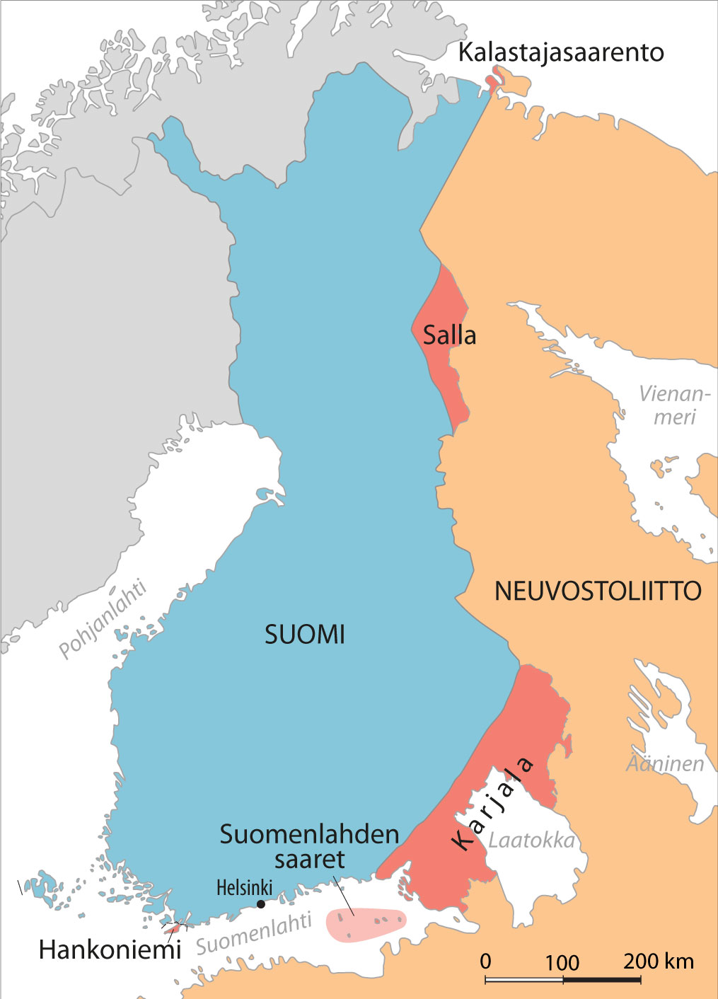 Kalastajasaarento
Salla
Vienan-
meri
NEUVOSTOLIITTO
Pohjanlahti
SUOMI
Ääninen
Karjala
Laatokka
Suomenlahden
saaret
Helsinki
Suomenlahti
Hankoniemi
0 100 200 km